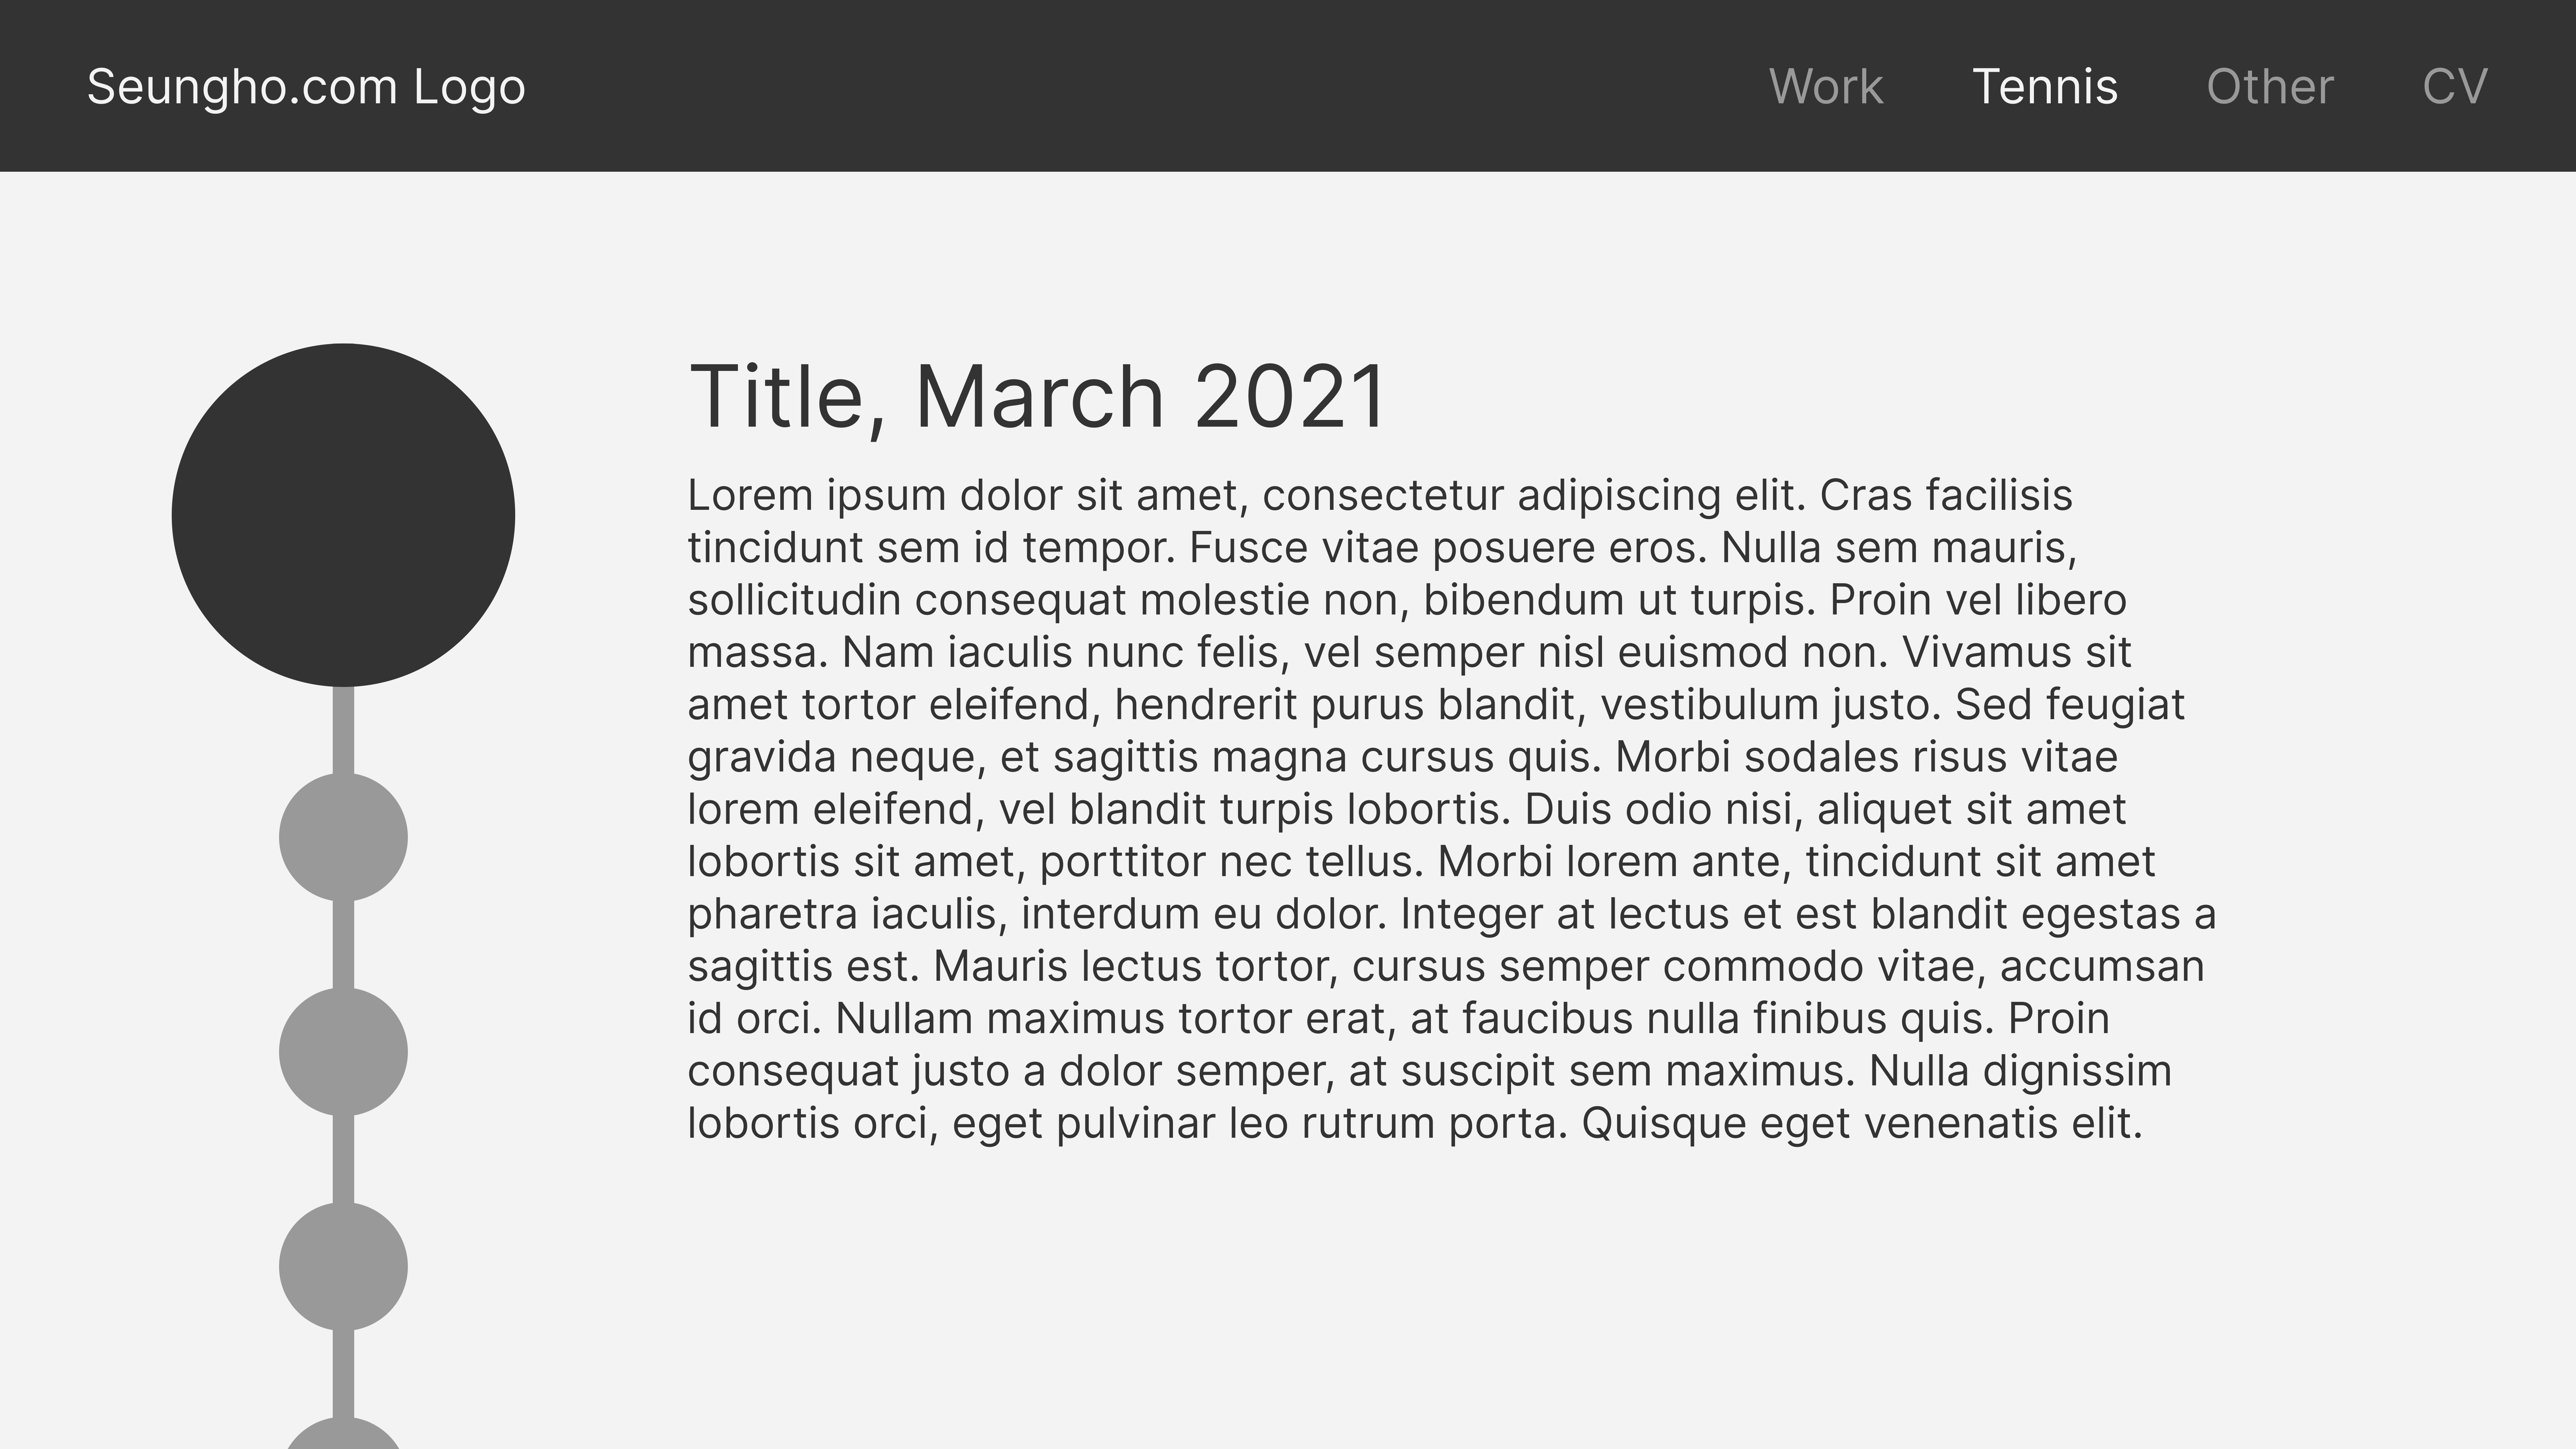 Seungho.com Logo
Work Tennis Other CV
Title, March 2021
Lorem ipsum dolor sit amet, consectetur adipiscing elit. Cras facilisis
tincidunt sem id tempor. Fusce vitae posuere eros. Nulla sem mauris,
sollicitudin consequat molestie non, bibendum ut turpis. Proin vel libero
massa. Nam iaculis nunc felis, vel semper nisl euismod non. Vivamus sit
amet tortor eleifend, hendrerit purus blandit, vestibulum justo. Sed feugiat
gravida neque, et sagittis magna cursus quis. Morbi sodales risus vitae
lorem eleifend, vel blandit turpis lobortis. Duis odio nisi, aliquet sit amet
lobortis sit amet, porttitor nec tellus. Morbi lorem ante, tincidunt sit amet
pharetra iaculis, interdum eu dolor. Integer at lectus et est blandit egestas a
sagittis est. Mauris lectus tortor, cursus semper commodo vitae, accumsan
id orci. Nullam maximus tortor erat, at faucibus nulla finibus quis. Proin
consequat justo a dolor semper, at suscipit sem maximus. Nulla dignissim
lobortis orci, eget pulvinar leo rutrum porta. Quisque eget venenatis elit.